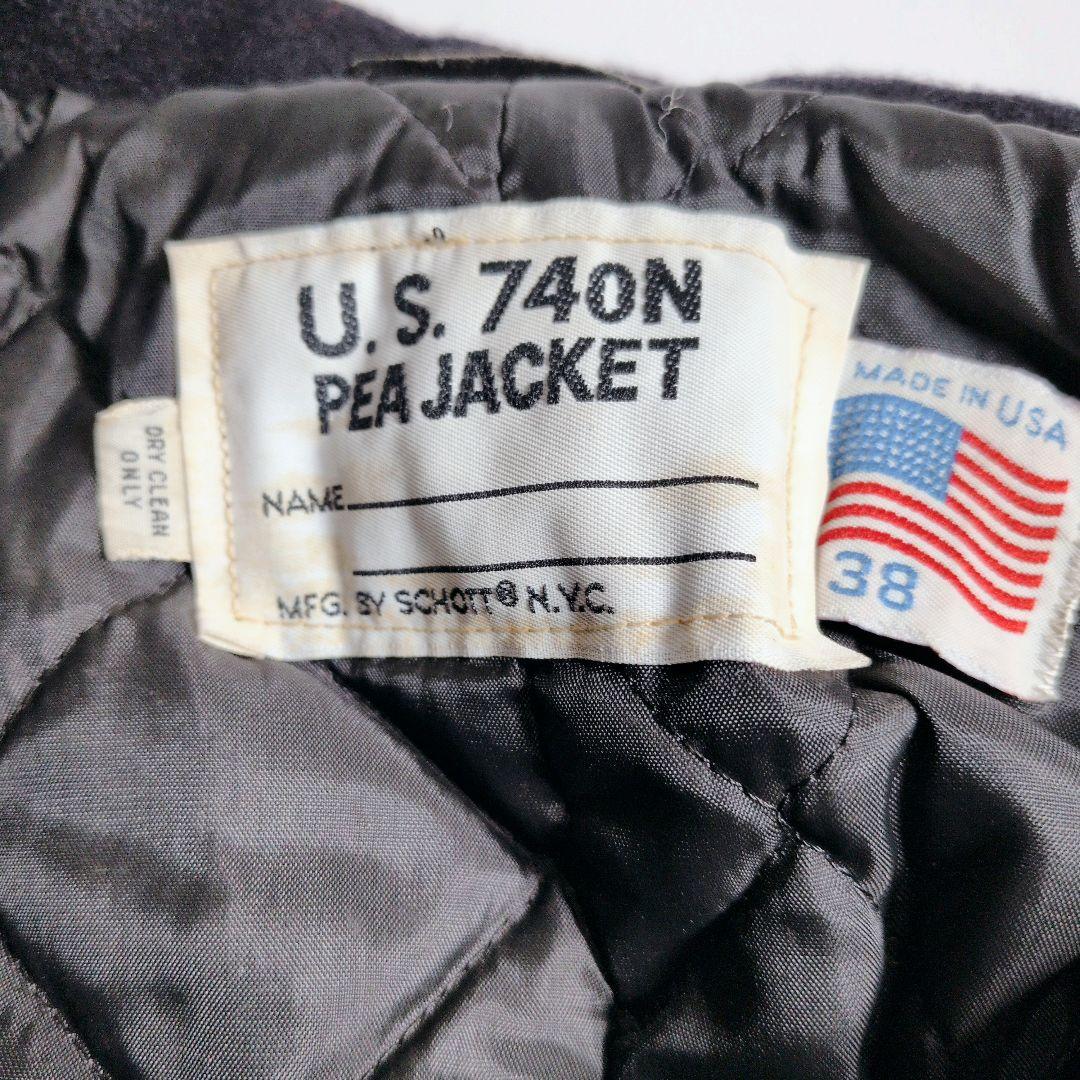 U. S. 740N
PEA JACKET
NAME
MFG. BY SCHOTT® N.Y.C.
DRY CLEAN
ONLY
MADE IN USA
38